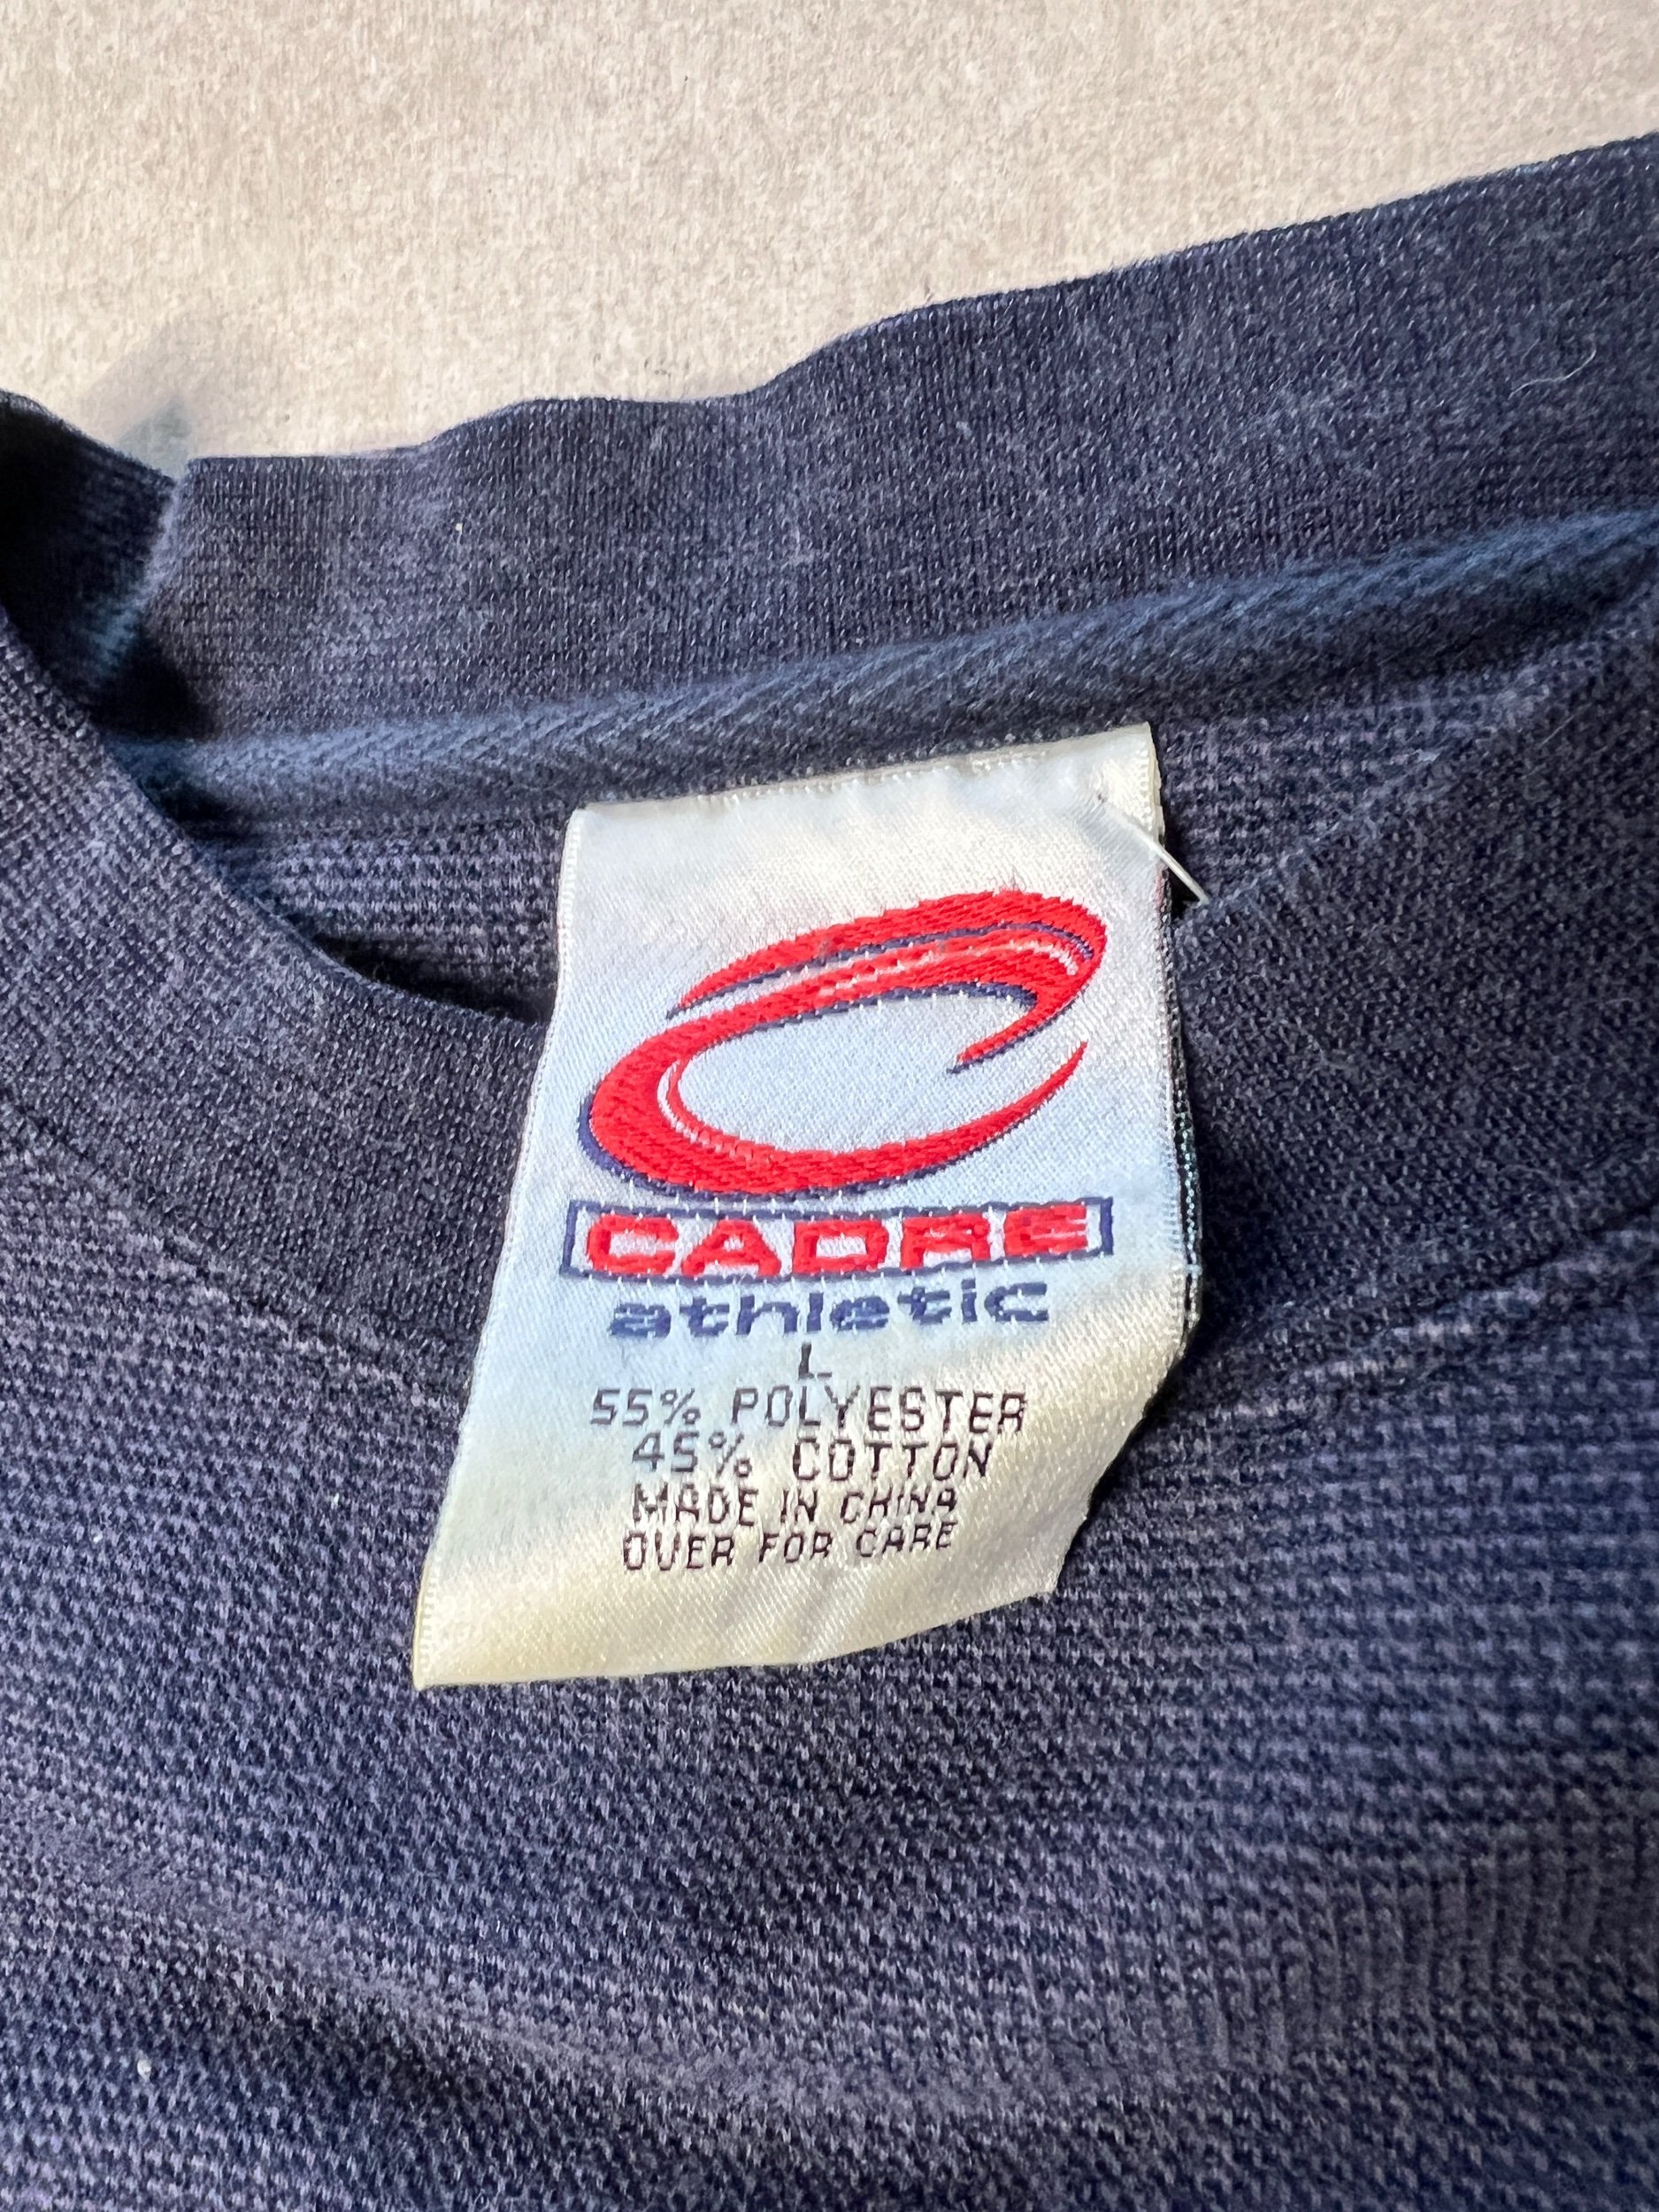 CADRE
athletic
L
55% POLYESTER
45% COTTON
MADE IN CHINA
OVER FOR CARE